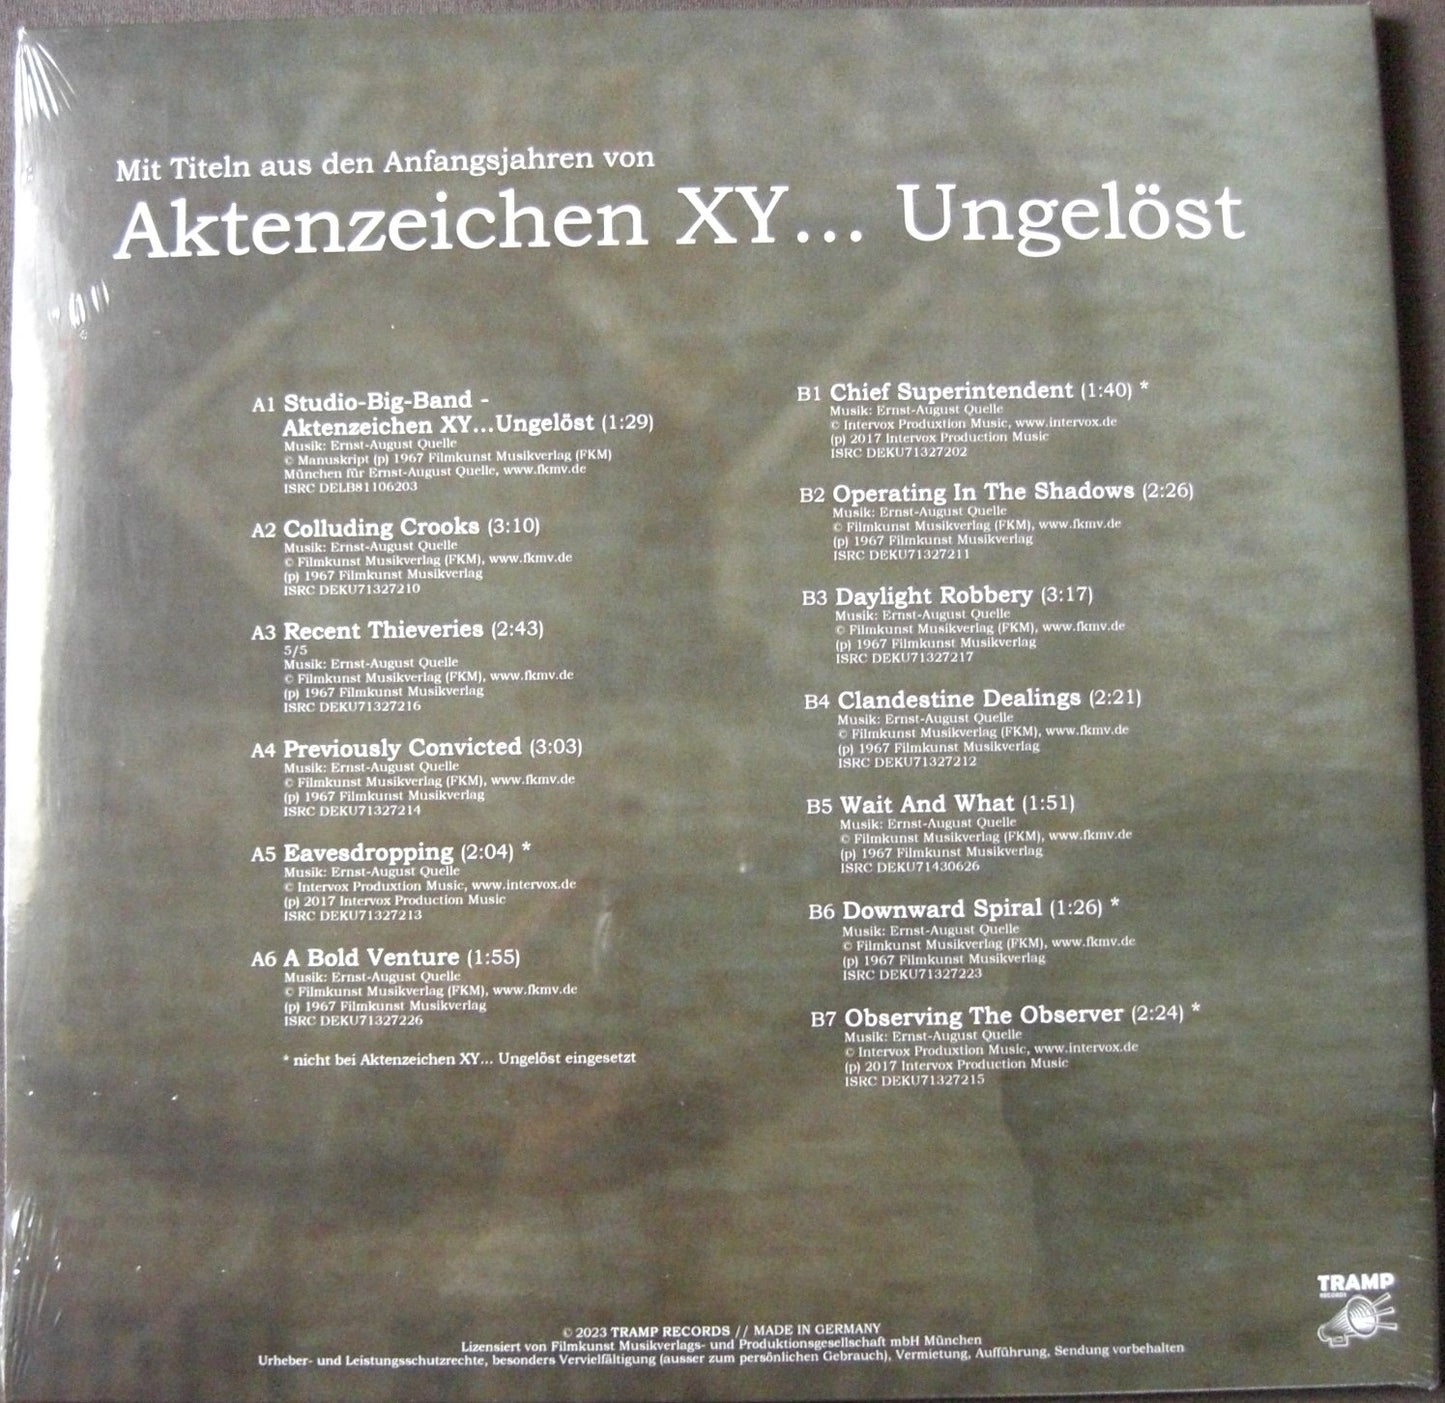 Mit Titeln aus den Anfangsjahren von
Aktenzeichen XY... Ungelöst
A1 Studio-Big-Band -
Aktenzeichen XY...Ungelöst (1:29)
Musik: Ernst-August Quelle
© Manuskript (p) 1967 Filmkunst Musikverlag (FKM)
München für Ernst-August Quelle, www.fkmv.de
ISRC DELB81106203
A2 Colluding Crooks (3:10)
Musik: Ernst-August Quelle
© Filmkunst Musikverlag (FKM), www.fkmv.de
(p) 1967 Filmkunst Musikverlag
ISRC DEKU71327210
A3 Recent Thieveries (2:43)
5/5
Musik: Ernst-August Quelle
© Filmkunst Musikverlag (FKM), www.fkmv.de
(p) 1967 Filmkunst Musikverlag
ISRC DEKU71327216
A4 Previously Convicted (3:03)
Musik: Ernst-August Quelle
© Filmkunst Musikverlag (FKM), www.fkmv.de
(p) 1967 Filmkunst Musikverlag
ISRC DEKU71327214
A5 Eavesdropping (2:04) *
Musik: Ernst-August Quelle
© Intervox Produxtion Music, www.intervox.de
(p) 2017 Intervox Production Music
ISRC DEKU71327213
A6 A Bold Venture (1:55)
Musik: Ernst-August Quelle
© Filmkunst Musikverlag (FKM), www.fkmv.de
(p) 1967 Filmkunst Musikverlag
ISRC DEKU71327226
* nicht bei Aktenzeichen XY... Ungelöst eingesetzt
B1 Chief Superintendent (1:40) *
Musik: Ernst-August Quelle
© Intervox Produxtion Music, www.intervox.de
(p) 2017 Intervox Production Music
ISRC DEKU71327202
B2 Operating In The Shadows (2:26)
Musik: Ernst-August Quelle
© Filmkunst Musikverlag (FKM), www.fkmv.de
(p) 1967 Filmkunst Musikverlag
ISRC DEKU71327211
B3 Daylight Robbery (3:17)
Musik: Ernst-August Quelle
© Filmkunst Musikverlag (FKM), www.fkmv.de
(p) 1967 Filmkunst Musikverlag
ISRC DEKU71327217
B4 Clandestine Dealings (2:21)
Musik: Ernst-August Quelle
© Filmkunst Musikverlag (FKM), www.fkmv.de
(p) 1967 Filmkunst Musikverlag
ISRC DEKU71327212
B5 Wait And What (1:51)
Musik: Ernst-August Quelle
© Filmkunst Musikverlag (FKM), www.fkmv.de
(p) 1967 Filmkunst Musikverlag
ISRC DEKU71430626
B6 Downward Spiral (1:26) *
Musik: Ernst-August Quelle
© Filmkunst Musikverlag (FKM), www.fkmv.de
(p) 1967 Filmkunst Musikverlag
ISRC DEKU71327223
B7 Observing The Observer (2:24) *
Musik: Ernst-August Quelle
© Intervox Produxtion Music, www.intervox.de
(p) 2017 Intervox Production Music
ISRC DEKU71327215
TRAMP
RECORDS
© 2023 TRAMP RECORDS // MADE IN GERMANY
Lizensiert von Filmkunst Musikverlags- und Produktionsgesellschaft mbH München
Urheber- und Leistungsschutzrechte, besonders Vervielfältigung (ausser zum persönlichen Gebrauch), Vermietung, Aufführung, Sendung vorbehalten